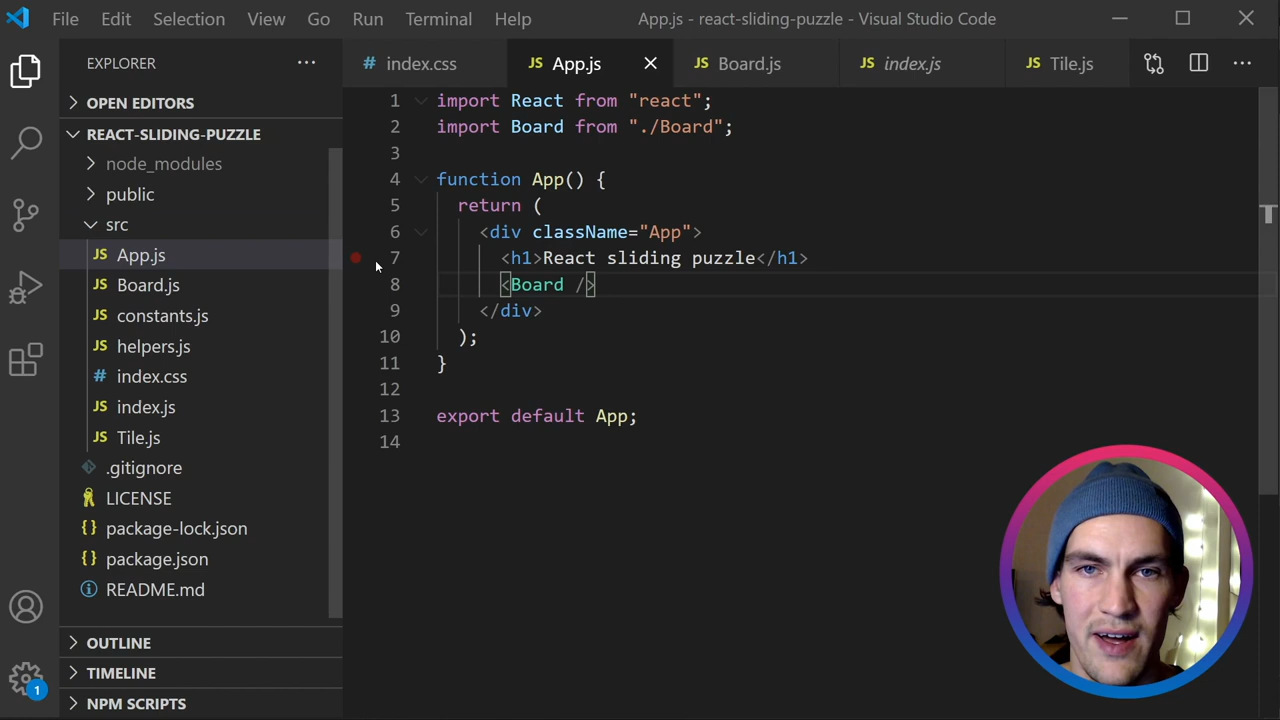 File Edit Selection View Go Run Terminal Help App.js - react-sliding-puzzle - Visual Studio Code
EXPLORER
OPEN EDITORS
REACT-SLIDING-PUZZLE
node_modules
public
src
JS App.js
JS Board.js
JS constants.js
JS helpers.js
# index.css
JS index.js
JS Tile.js
.gitignore
LICENSE
{} package-lock.json
{} package.json
README.md
OUTLINE
TIMELINE
NPM SCRIPTS
1
# index.css JS App.js JS Board.js JS index.js JS Tile.js
1 import React from "react";
2 import Board from "./Board";
3
4 function App() {
5 return (
6 <div className="App">
7 <h1>React sliding puzzle</h1>
8 <Board />
9 </div>
10 );
11 }
12
13 export default App;
14